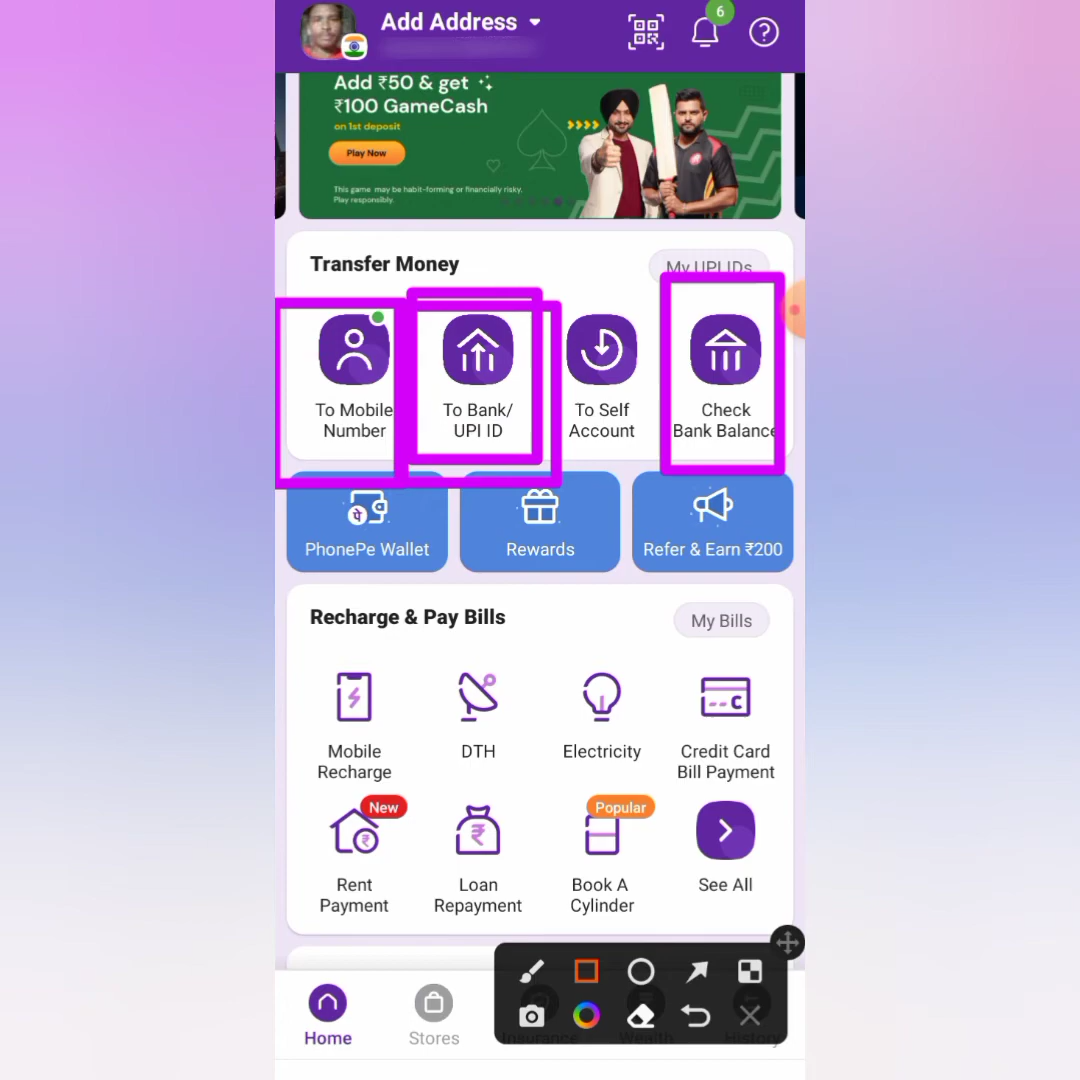 Add Address
6
Add ₹50 & get
₹100 GameCash
on 1st deposit
Play Now
This game may be habit-forming or financially risky.
Play responsibly.
Transfer Money
My UPI IDs
To Mobile
Number
To Bank/
UPI ID
To Self
Account
Check
Bank Balance
पे
PhonePe Wallet
Rewards
Refer & Earn ₹200
Recharge & Pay Bills
My Bills
Mobile
Recharge
DTH
Electricity
C
Credit Card
Bill Payment
New
₹
Rent
Payment
₹
Loan
Repayment
Popular
Book A
Cylinder
See All
Home
Stores
Insurance
Wealth
History